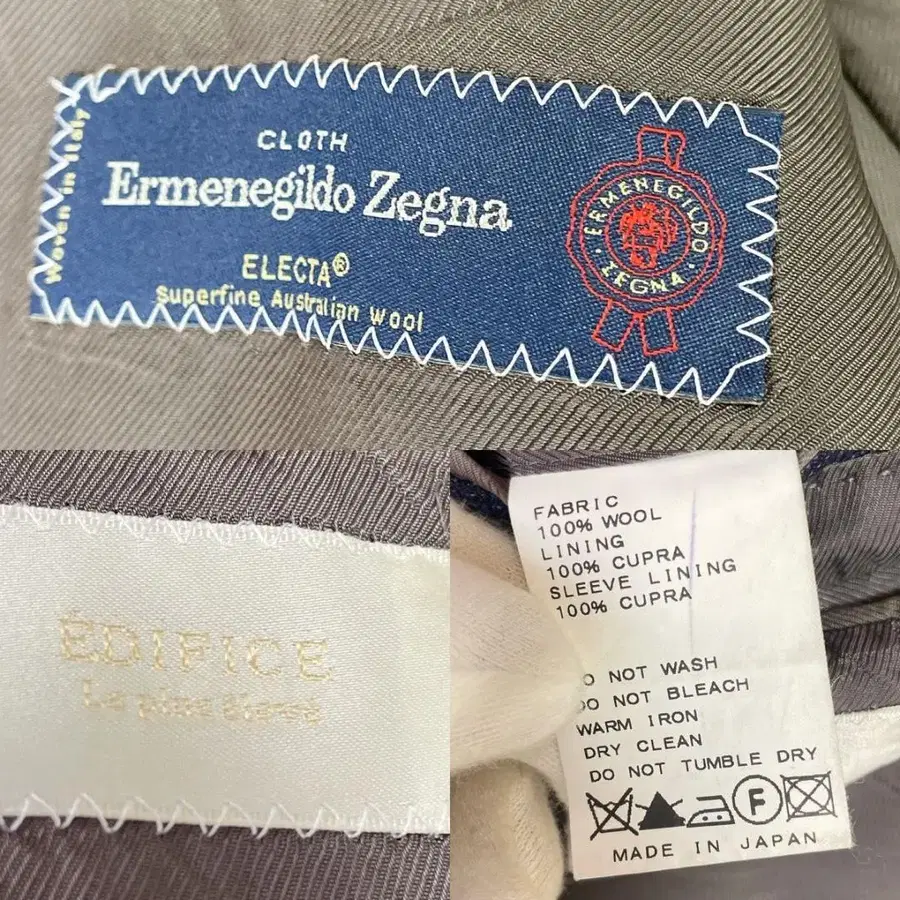 Woven in Italy
CLOTH
Ermenegildo Zegna
ELECTA®
Superfine Australian Wool
ERMENEGILDO
ZEGNA
ÉDIFICE
FABRIC
100% WOOL
LINING
100% CUPRA
SLEEVE LINING
100% CUPRA
O NOT WASH
DO NOT BLEACH
WARM IRON
DRY CLEAN
DO NOT TUMBLE DRY
F
MADE IN JAPAN